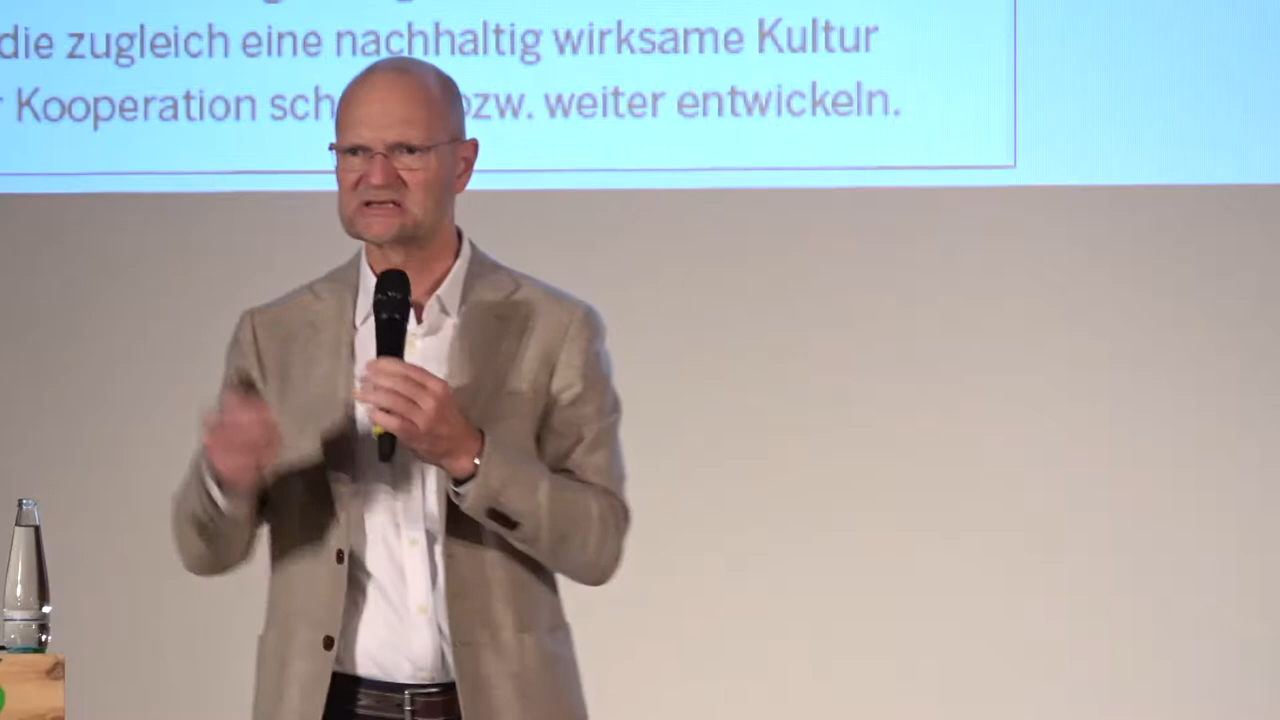 die zugleich eine nachhaltig wirksame Kultur
Kooperation sch bzw. weiter entwickeln.